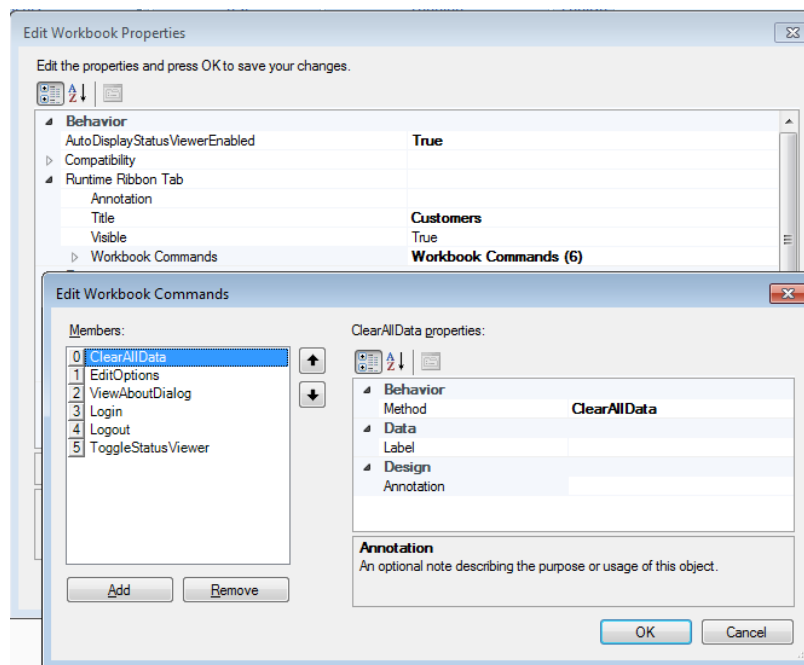 Edit Workbook Properties
Edit the properties and press OK to save your changes.
Behavior
AutoDisplayStatusViewerEnabled True
Compatibility
Runtime Ribbon Tab
Annotation
Title Customers
Visible True
Workbook Commands Workbook Commands (6)
Edit Workbook Commands
Members:
0 ClearAllData
1 EditOptions
2 ViewAboutDialog
3 Login
4 Logout
5 ToggleStatusViewer
Add Remove
ClearAllData properties:
Behavior
Method ClearAllData
Data
Label
Design
Annotation
Annotation
An optional note describing the purpose or usage of this object.
OK Cancel